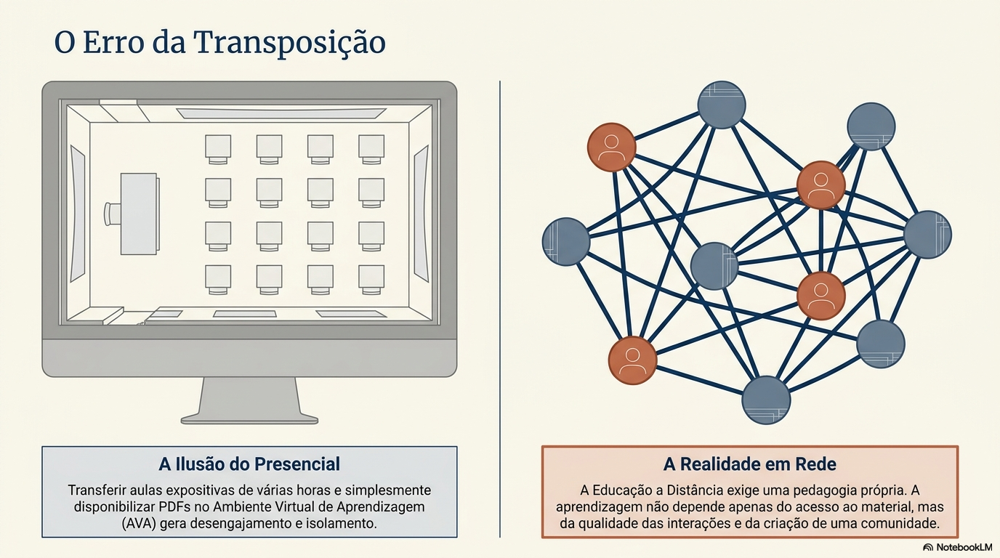 O Erro da Transposição
A Ilusão do Presencial
Transferir aulas expositivas de várias horas e simplesmente
disponibilizar PDFs no Ambiente Virtual de Aprendizagem
(AVA) gera desengajamento e isolamento.
A Realidade em Rede
A Educação a Distância exige uma pedagogia própria. A
aprendizagem não depende apenas do acesso ao material, mas
da qualidade das interações e da criação de uma comunidade.
NotebookLM